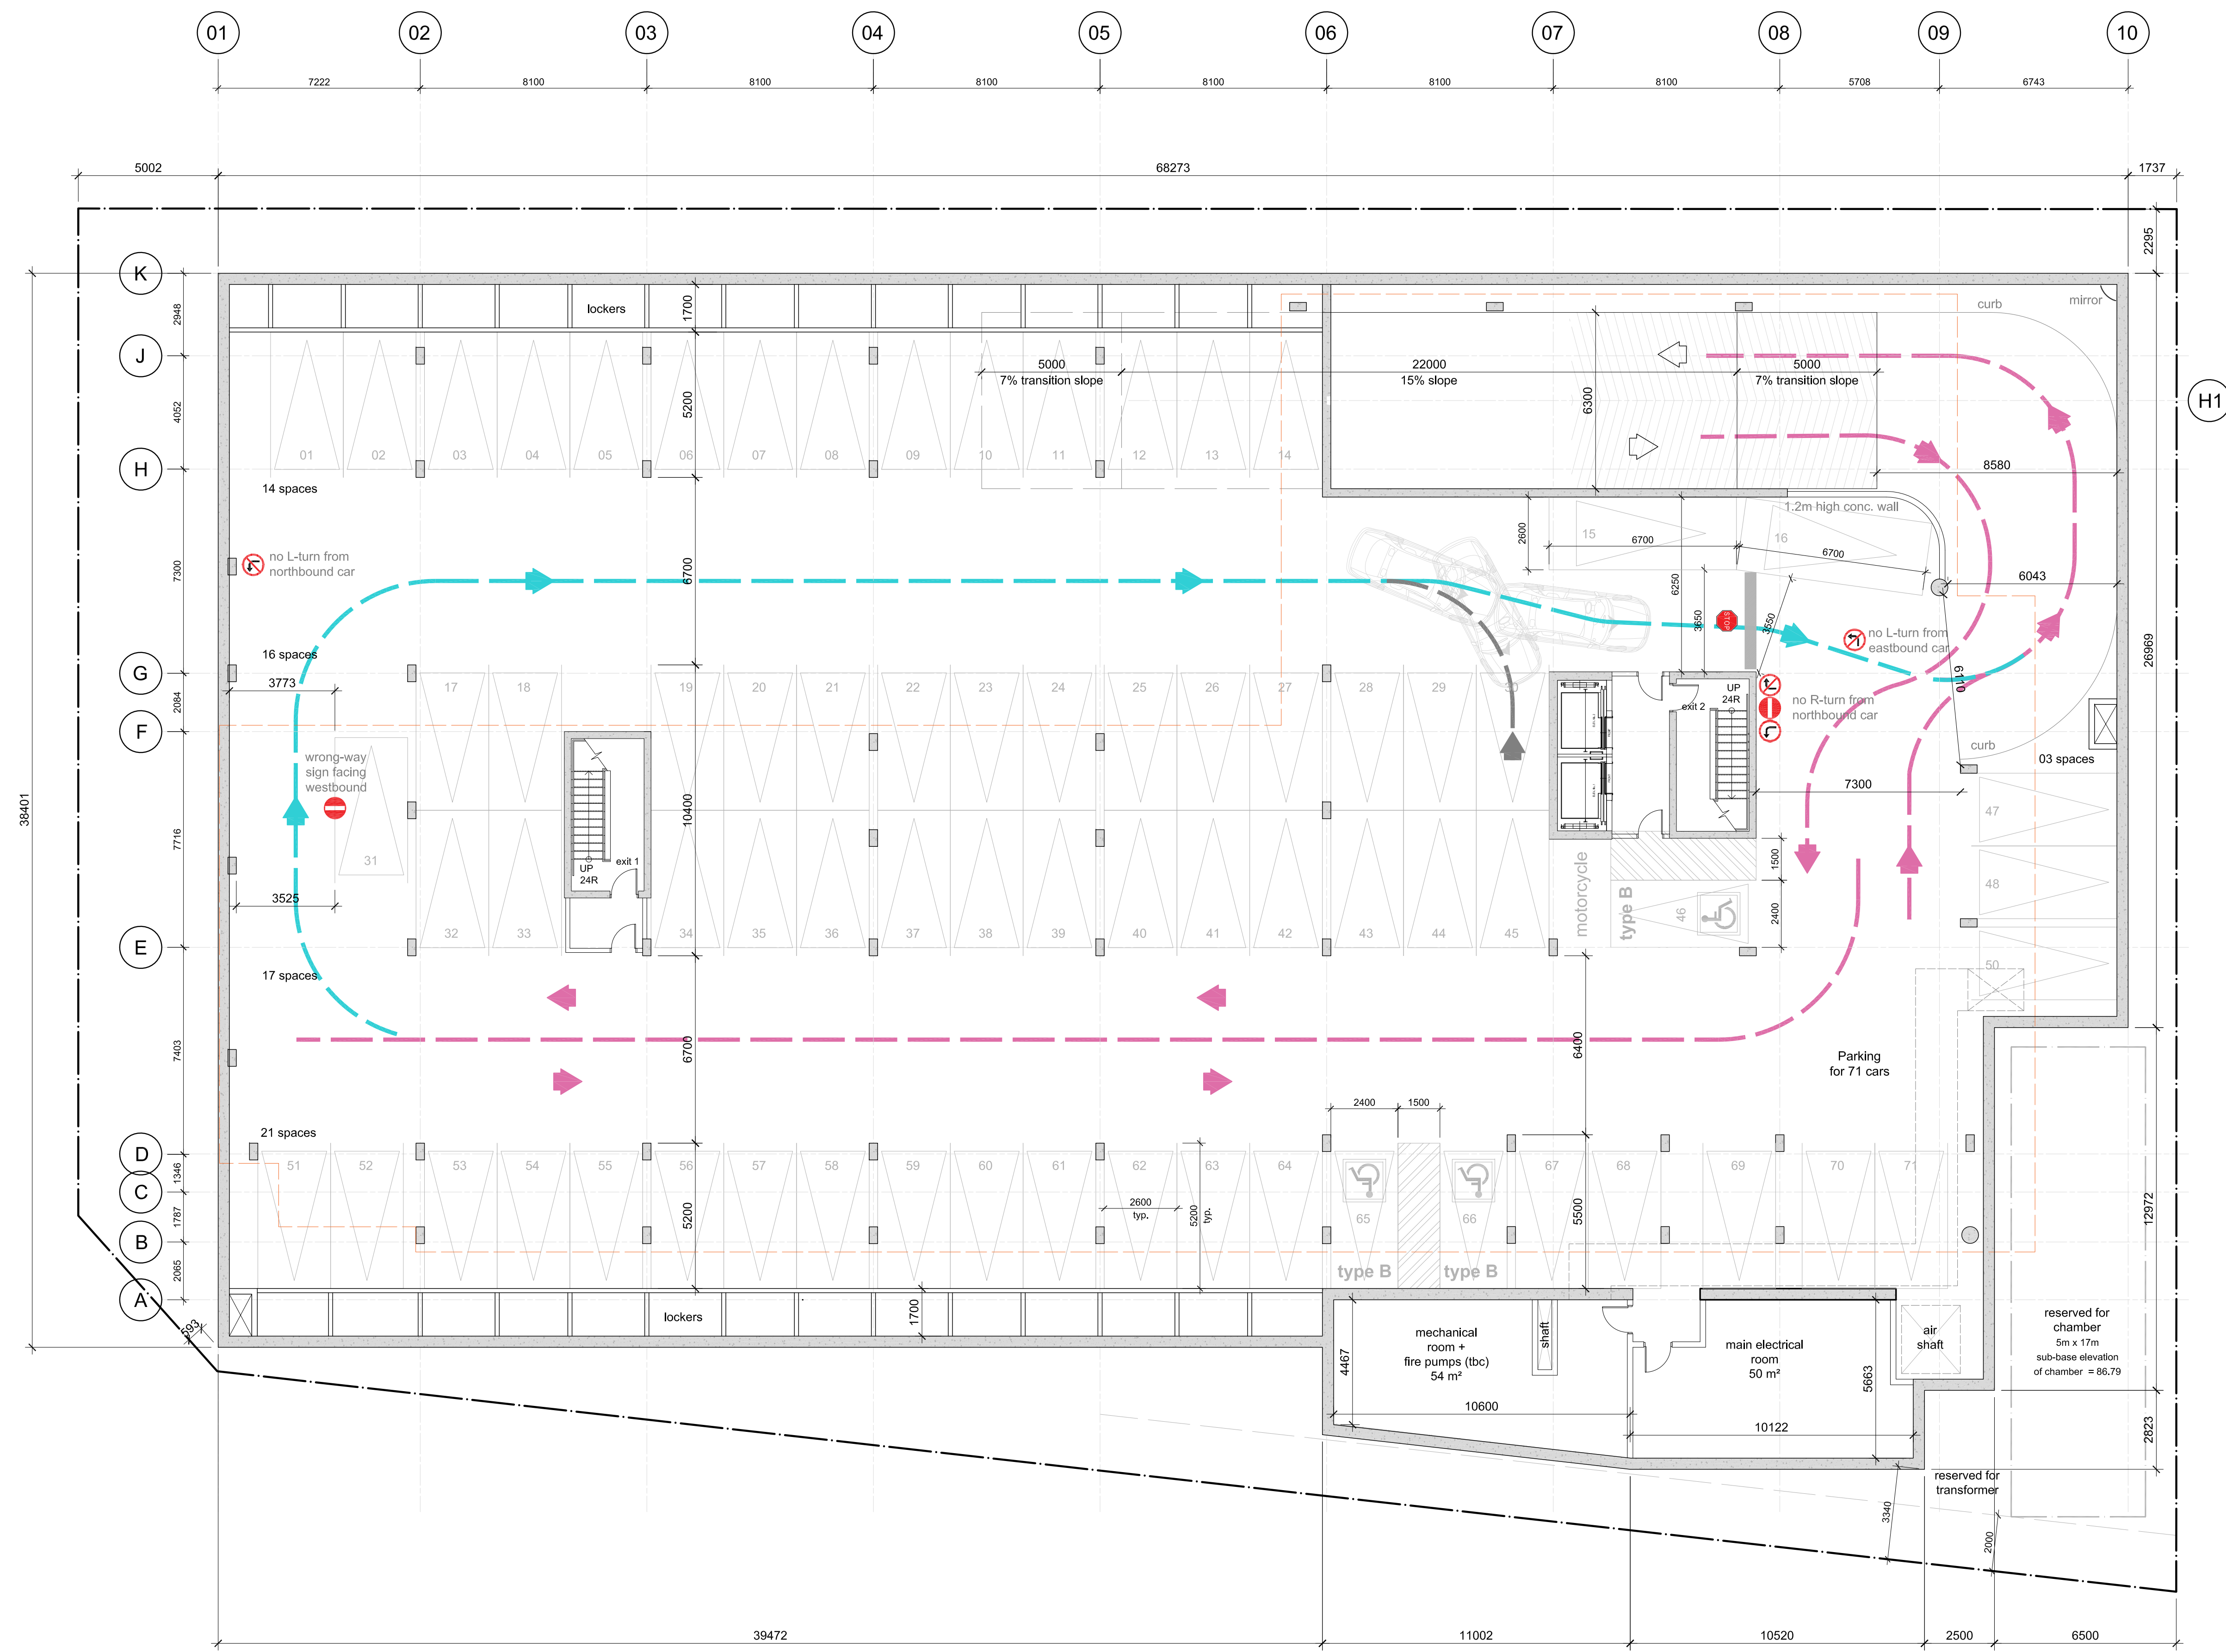 01 02 03 04 05 06 07 08 09 10
7222 8100 8100 8100 8100 8100 8100 5708 6743
5002 68273 1737
2295
K
2948
J
4052
H
7300
G
2084
F
7716
E
7403
D
1346
C
1787
B
2065
A
593
38401
H1
lockers
1700
curb
mirror
5000
7% transition slope
22000
15% slope
5000
7% transition slope
5200
6300
01 02 03 04 05 06 07 08 09 10 11 12 13 14
8580
14 spaces
1.2m high conc. wall
2600
15
6700
16
6700
no L-turn from
northbound car
6700
6250
3650
3550
STOP
6043
no L-turn from
eastbound car
6110
26969
16 spaces
3773
17 18 19 20 21 22 23 24 25 26 27 28 29 30
UP
24R
exit 2
no R-turn from
northbound car
curb
03 spaces
7300
wrong-way
sign facing
westbound
10400
31
UP
24R
exit 1
3525
47
48
50
1500
2400
motorcycle
type B
46
32 33 34 35 36 37 38 39 40 41 42 43 44 45
17 spaces
6700
6400
Parking
for 71 cars
21 spaces
2400 1500
51 52 53 54 55 56 57 58 59 60 61 62 63 64
67 68 69 70 71
65 66
5200
2600
typ.
5200
typ.
5500
type B type B
12972
lockers
1700
mechanical
room +
fire pumps (tbc)
54 m²
shaft
4467
10600
main electrical
room
50 m²
5663
10122
air
shaft
reserved for
chamber
5m x 17m
sub-base elevation
of chamber = 86.79
2823
reserved for
transformer
3340
2000
39472 11002 10520 2500 6500